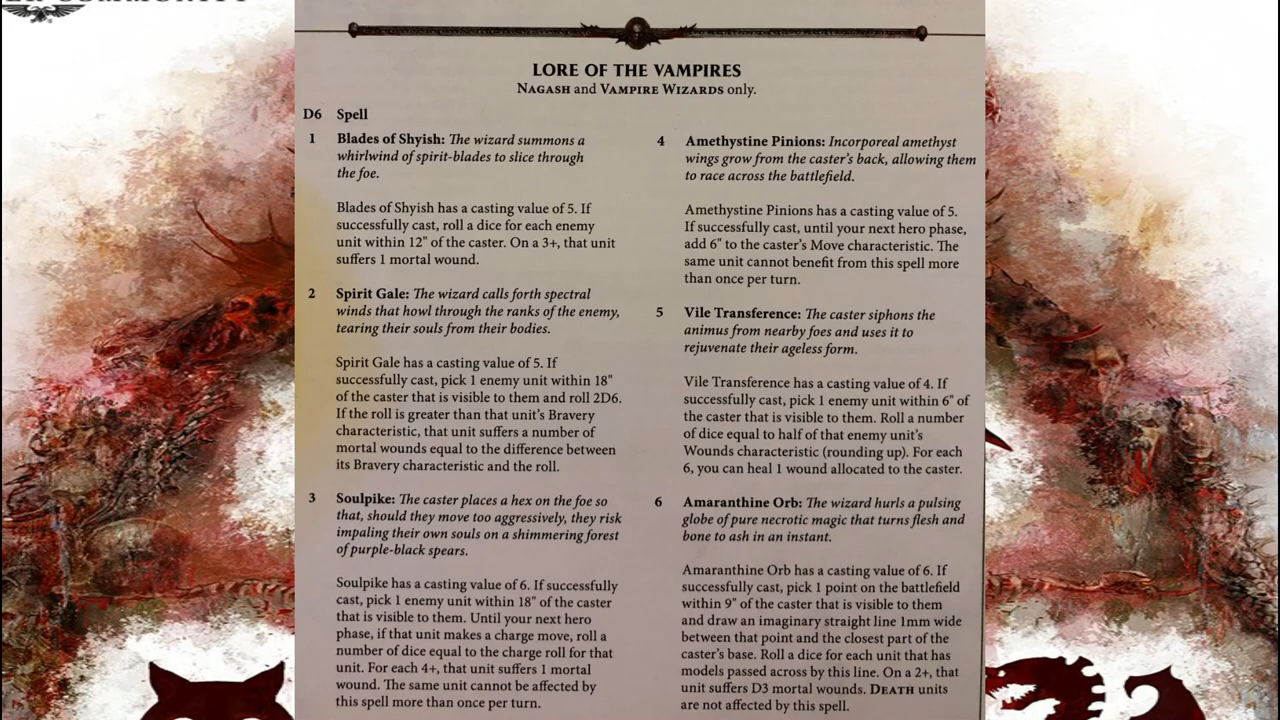 LORE OF THE VAMPIRES
NAGASH and VAMPIRE WIZARDS only.
D6 Spell
1 Blades of Shyish: The wizard summons a
whirlwind of spirit-blades to slice through
the foe.
Blades of Shyish has a casting value of 5. If
successfully cast, roll a dice for each enemy
unit within 12" of the caster. On a 3+, that unit
suffers 1 mortal wound.
2 Spirit Gale: The wizard calls forth spectral
winds that howl through the ranks of the enemy,
tearing their souls from their bodies.
Spirit Gale has a casting value of 5. If
successfully cast, pick 1 enemy unit within 18"
of the caster that is visible to them and roll 2D6.
If the roll is greater than that unit's Bravery
characteristic, that unit suffers a number of
mortal wounds equal to the difference between
its Bravery characteristic and the roll.
3 Soulpike: The caster places a hex on the foe so
that, should they move too aggressively, they risk
impaling their own souls on a shimmering forest
of purple-black spears.
Soulpike has a casting value of 6. If successfully
cast, pick 1 enemy unit within 18" of the caster
that is visible to them. Until your next hero
phase, if that unit makes a charge move, roll a
number of dice equal to the charge roll for that
unit. For each 4+, that unit suffers 1 mortal
wound. The same unit cannot be affected by
this spell more than once per turn.
4 Amethystine Pinions: Incorporeal amethyst
wings grow from the caster's back, allowing them
to race across the battlefield.
Amethystine Pinions has a casting value of 5.
If successfully cast, until your next hero phase,
add 6" to the caster's Move characteristic. The
same unit cannot benefit from this spell more
than once per turn.
5 Vile Transference: The caster siphons the
animus from nearby foes and uses it to
rejuvenate their ageless form.
Vile Transference has a casting value of 4. If
successfully cast, pick 1 enemy unit within 6" of
the caster that is visible to them. Roll a number
of dice equal to half of that enemy unit's
Wounds characteristic (rounding up). For each
6, you can heal 1 wound allocated to the caster.
6 Amaranthine Orb: The wizard hurls a pulsing
globe of pure necrotic magic that turns flesh and
bone to ash in an instant.
Amaranthine Orb has a casting value of 6. If
successfully cast, pick 1 point on the battlefield
within 9" of the caster that is visible to them
and draw an imaginary straight line 1mm wide
between that point and the closest part of the
caster's base. Roll a dice for each unit that has
models passed across by this line. On a 2+, that
unit suffers D3 mortal wounds. DEATH units
are not affected by this spell.